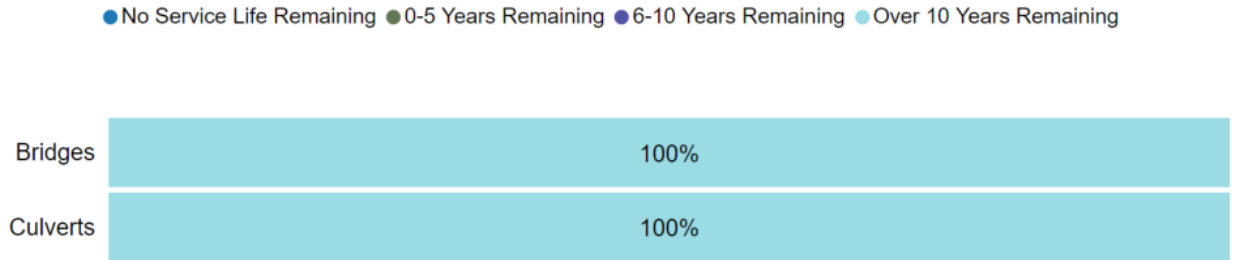 No Service Life Remaining 0-5 Years Remaining 6-10 Years Remaining Over 10 Years Remaining
Bridges 100%
Culverts 100%